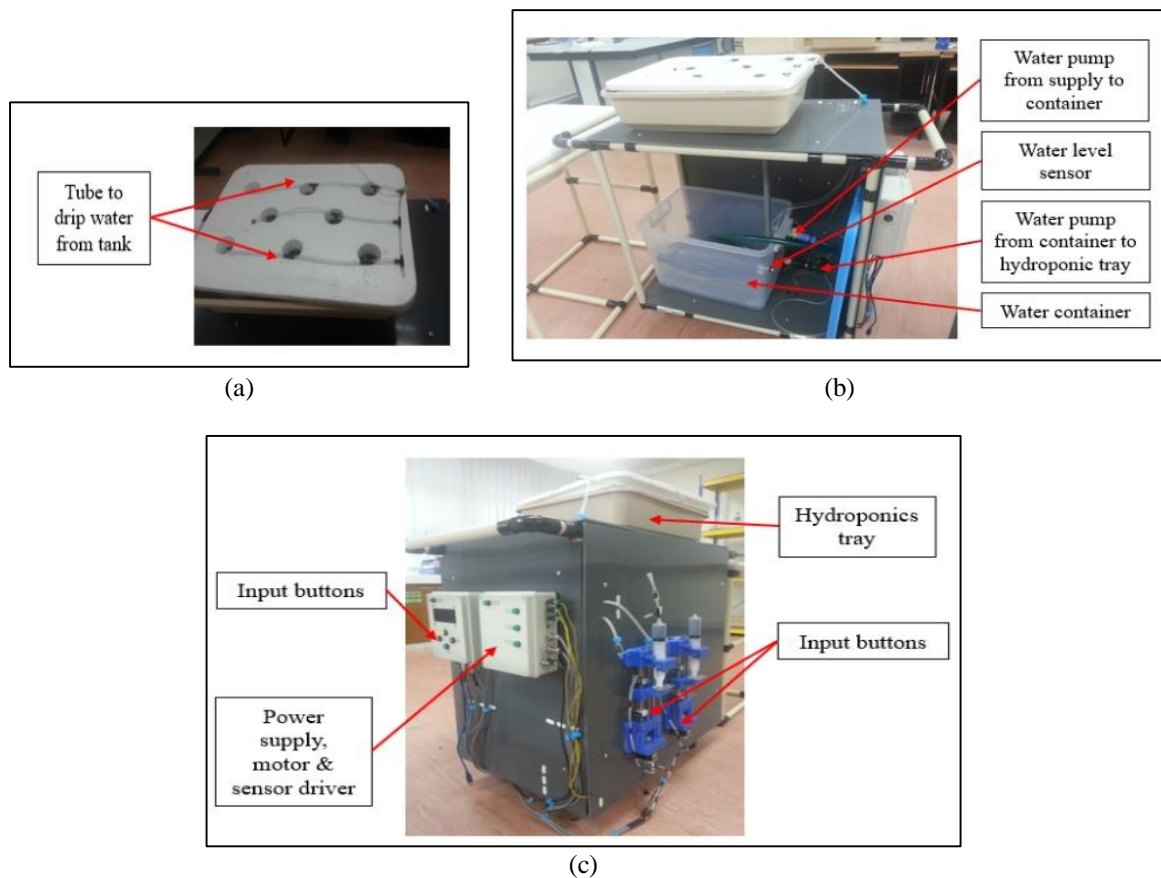 Tube to
drip water
from tank
(a)
Water pump
from supply to
container
Water level
sensor
Water pump
from container to
hydroponic tray
Water container
(b)
Input buttons
Power
supply,
motor &
sensor driver
Hydroponics
tray
Input buttons
(c)